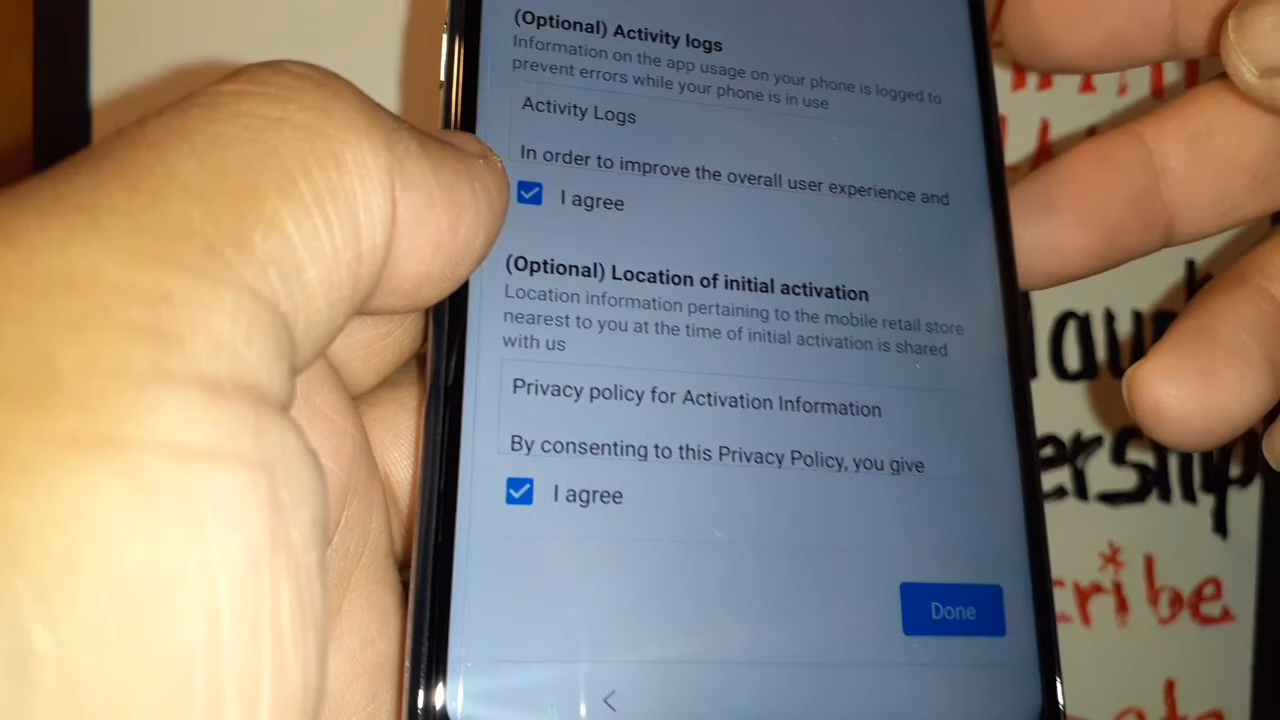 (Optional) Activity logs
Information on the app usage on your phone is logged to
prevent errors while your phone is in use
Activity Logs
In order to improve the overall user experience and
I agree
(Optional) Location of initial activation
Location information pertaining to the mobile retail store
nearest to you at the time of initial activation is shared
with us
Privacy policy for Activation Information
By consenting to this Privacy Policy, you give
I agree
Done